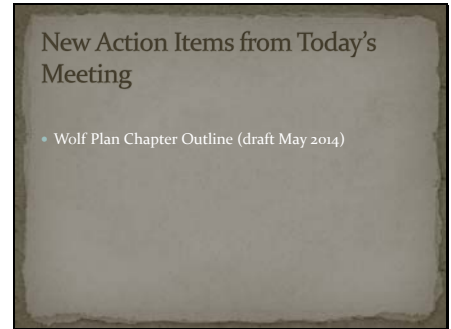 New Action Items from Today's
Meeting
• Wolf Plan Chapter Outline (draft May 2014)